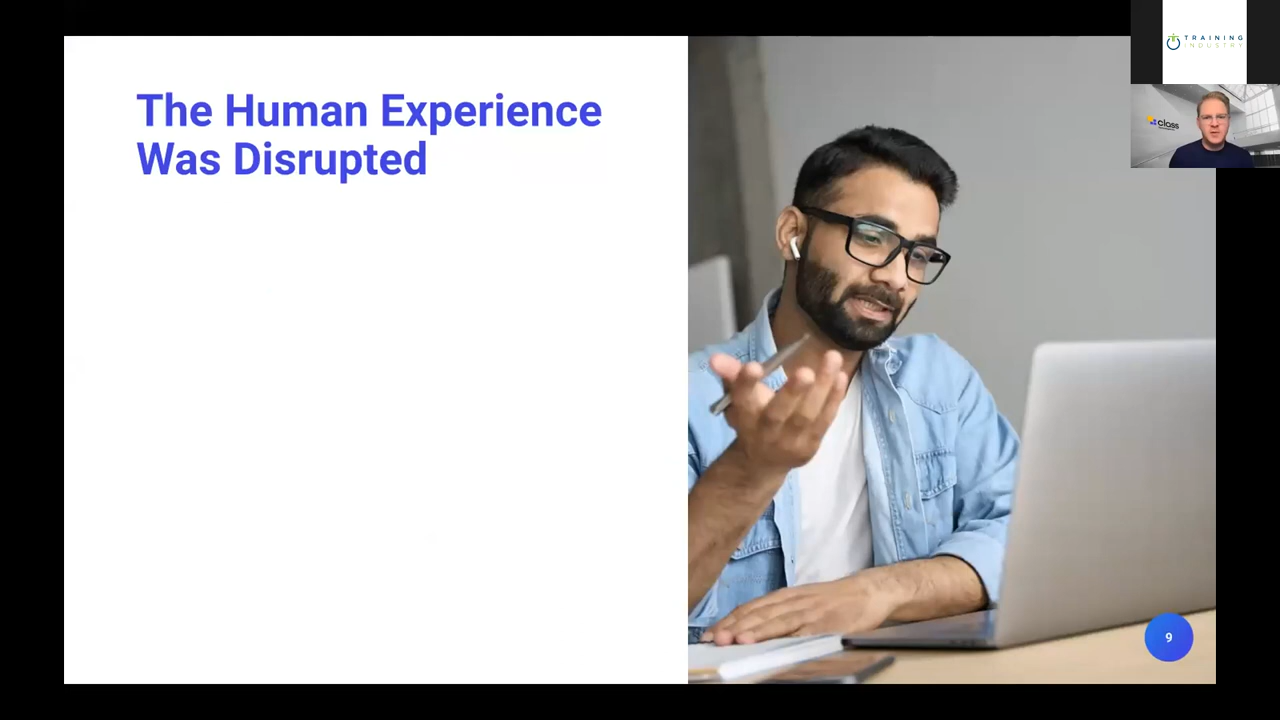 The Human Experience
Was Disrupted
TRAINING
INDUSTRY
class
9